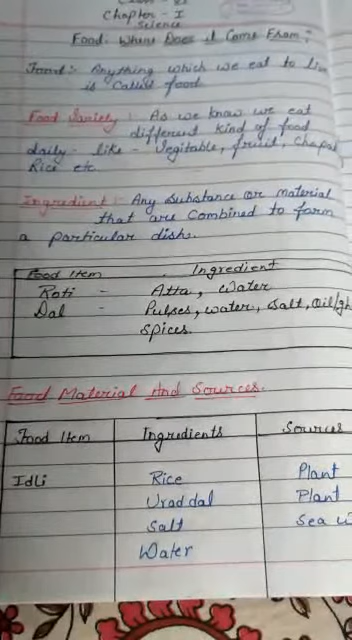 Chapter - I
Science
Food: Where Does it Come From?
Food:- Anything which we eat to
is called food.
Food Variety: As we know we eat
different kind of food
daily like - Vegitable, fruit,
Rice etc
Ingredient:- Any substance or material
that are combined to form
a particular dish.
Food Item Ingredient
Roti - Atta, water
Dal - Pulses, water, salt, Oil/
spices.
Food Material And Sources.
Food Item Ingredients Sources
Idli Rice Plant
Urad dal Plant
Salt Sea
Water